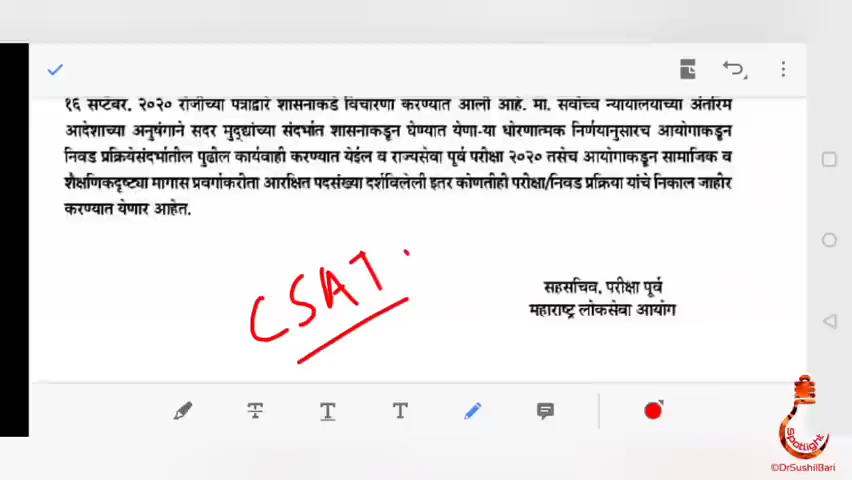 १६ सप्टेंबर, २०२० रोजीच्या पत्राद्वारे शासनाकडे विचारणा करण्यात आली आहे. मा. सर्वोच्च न्यायालयाच्या अंतरिम
आदेशाच्या अनुषंगाने सदर मुद्द्यांच्या संदर्भात शासनाकडून घेण्यात येणा-या धोरणात्मक निर्णयानुसारच आयोगाकडून
निवड प्रक्रियेसंदर्भातील पुढील कार्यवाही करण्यात येईल व राज्यसेवा पूर्व परीक्षा २०२० तसेच आयोगाकडून सामाजिक व
शैक्षणिकदृष्ट्या मागास प्रवर्गाकरीता आरक्षित पदसंख्या दर्शविलेली इतर कोणतीही परीक्षा/निवड प्रक्रिया यांचे निकाल जाहीर
करण्यात येणार आहेत.
CSAT
सहसचिव, परीक्षा पूर्व
महाराष्ट्र लोकसेवा आयोग
T T T
Spotlight
©DrSushilBari